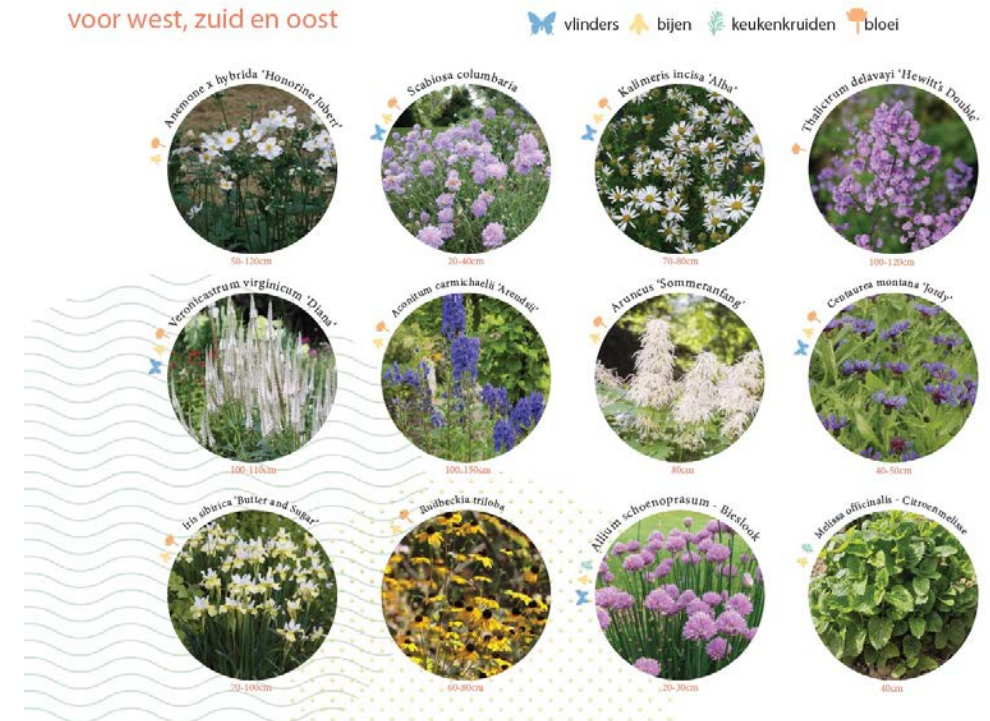 voor west, zuid en oost
vlinders bijen keukenkruiden bloei
Anemone x hybrida 'Honorine Jobert'
Scabiosa columbaria
Kalimeris incisa 'Alba'
Thalictrum delavayi 'Hewitt's Double'
50-120cm
20-40cm
70-80cm
100-120cm
Veronicastrum virginicum 'Diana'
Aconitum carmichaelii 'Arendsii'
Aruncus 'Sommeranfang'
Centaurea montana 'Jordy'
100-110cm
100-150cm
80cm
40-50cm
Iris sibirica 'Butter and Sugar'
Rudbeckia triloba
Allium schoenoprasum - Bieslook
Melissa officinalis - Citroenmelisse
70-100cm
60-80cm
20-30cm
40cm